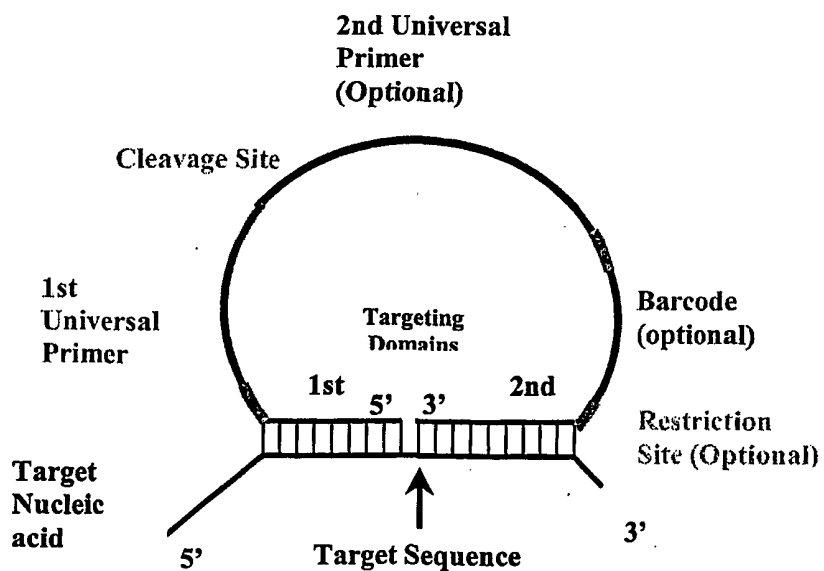 2nd Universal
Primer
(Optional)
Cleavage Site
1st
Universal
Primer
Targeting
Domains
Barcode
(optional)
1st 5’ 3’ 2nd
Restriction
Site (Optional)
Target
Nucleic
acid
5’
Target Sequence
3’